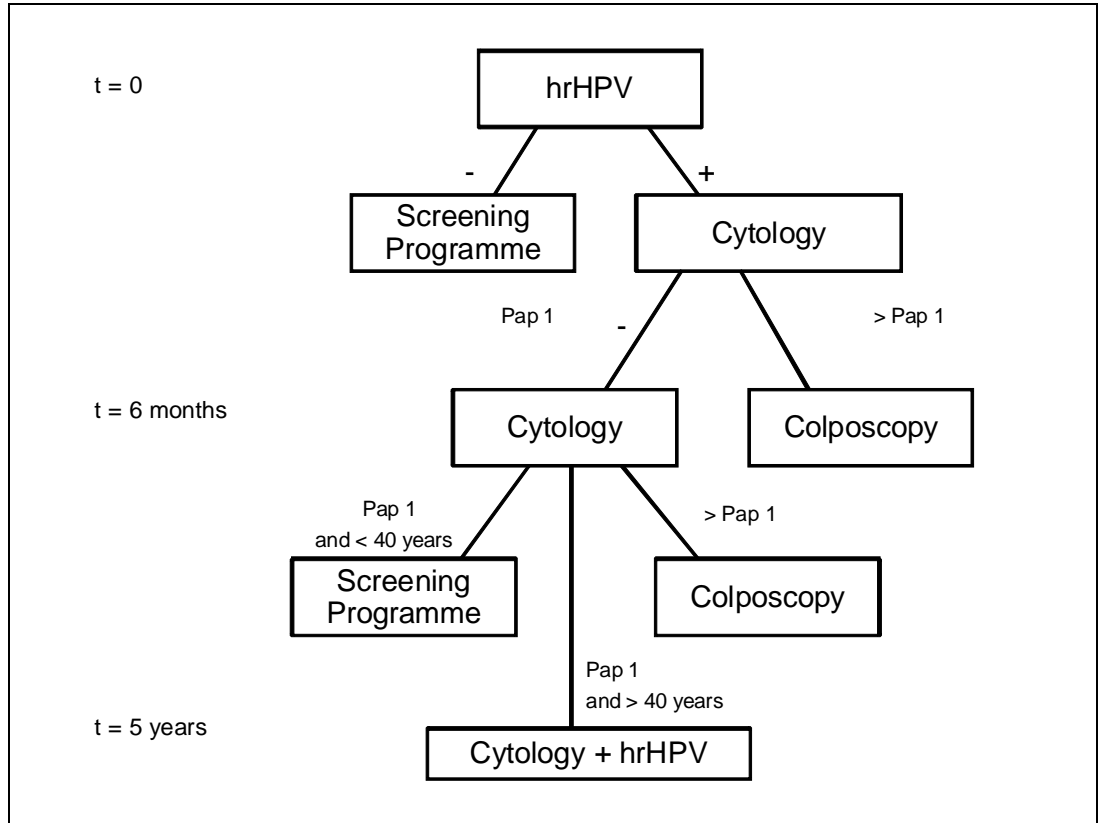 t = 0
hrHPV
-
+
Screening
Programme
Cytology
Pap 1
-
> Pap 1
t = 6 months
Cytology
Colposcopy
Pap 1
and < 40 years
> Pap 1
Screening
Programme
Colposcopy
Pap 1
and > 40 years
t = 5 years
Cytology + hrHPV